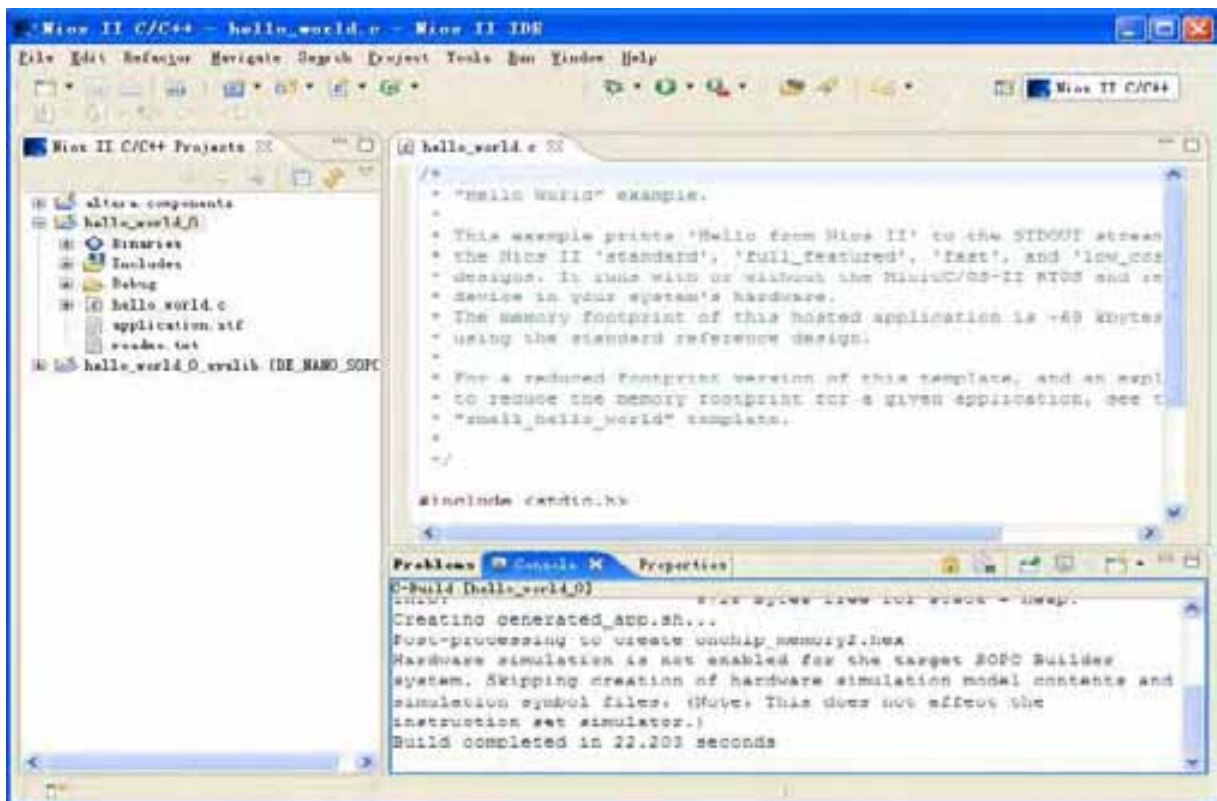 Nios II C/C++ - hello_world.c - Nios II IDE
File Edit Refactor Navigate Search Project Tools Run Window Help
Nios II C/C++
Nios II C/C++ Projects
altera.components
hello_world_0
Binaries
Includes
Debug
hello_world.c
application.stf
readme.txt
hello_world_0_syslib (DE_NANO_SOPC
hello_world.c
/*
* "Hello World" example.
*
* This example prints 'Hello from Nios II' to the STDOUT stream
* the Nios II 'standard', 'full_featured', 'fast', and 'low_cos
* designs. It runs with or without the MicroC/OS-II RTOS and re
* device in your system's hardware.
* The memory footprint of this hosted application is ~69 kbytes
* using the standard reference design.
*
* For a reduced footprint version of this template, and an expl
* to reduce the memory footprint for a given application, see t
* "small_hello_world" template.
*
*/
#include <stdio.h>
Problems Console Properties
C-Build [hello_world_0]
Info: bytes free for stack + heap.
Creating generated_app.sh...
Post-processing to create onchip_memory2.hex
Hardware simulation is not enabled for the target SOPC Builder
system. Skipping creation of hardware simulation model contents and
simulation symbol files. (Note: This does not affect the
instruction set simulator.)
Build completed in 22.203 seconds